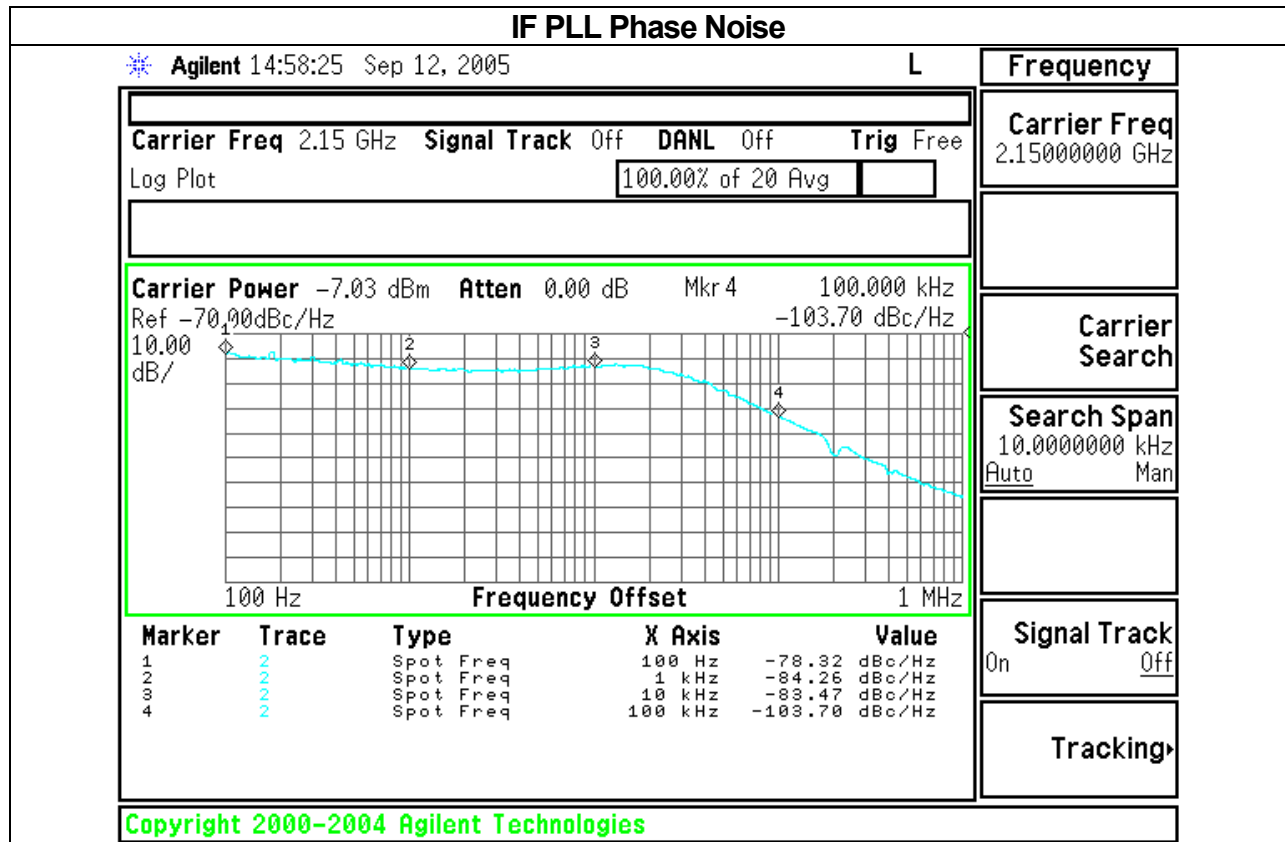 IF PLL Phase Noise
Agilent 14:58:25 Sep 12, 2005 L
Carrier Freq 2.15 GHz Signal Track Off DANL Off Trig Free
Log Plot 100.00% of 20 Avg
Carrier Power -7.03 dBm Atten 0.00 dB Mkr 4 100.000 kHz
Ref -70.00dBc/Hz -103.70 dBc/Hz
10.00
dB/
1
2
3
4
100 Hz Frequency Offset 1 MHz
Marker Trace Type X Axis Value
1 2 Spot Freq 100 Hz -78.32 dBc/Hz
2 2 Spot Freq 1 kHz -84.26 dBc/Hz
3 2 Spot Freq 10 kHz -83.47 dBc/Hz
4 2 Spot Freq 100 kHz -103.70 dBc/Hz
Copyright 2000-2004 Agilent Technologies
Frequency
Carrier Freq
2.15000000 GHz
Carrier
Search
Search Span
10.0000000 kHz
Auto Man
Signal Track
On Off
Tracking